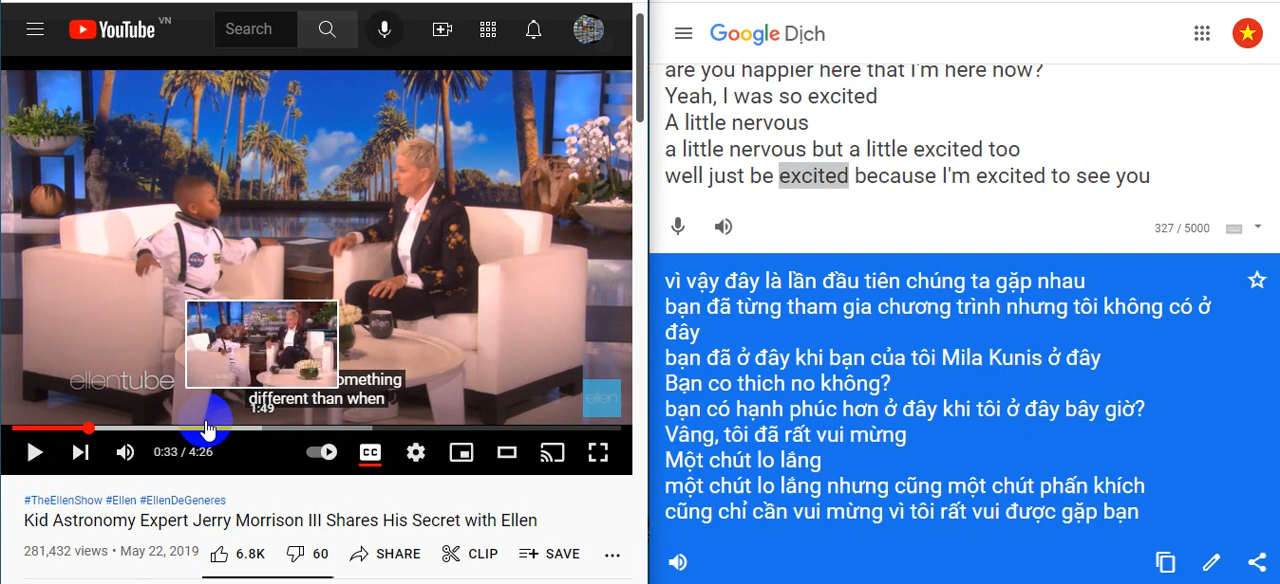 YouTube VN
Search
ellentube
omething
different than when
1:49
ellen
ellen
0:33 / 4:26
CC
#TheEllenShow #Ellen #EllenDeGeneres
Kid Astronomy Expert Jerry Morrison III Shares His Secret with Ellen
281,432 views • May 22, 2019
6.8K
60
SHARE
CLIP
SAVE
Google Dịch
are you happier here that I'm here now?
Yeah, I was so excited
A little nervous
a little nervous but a little excited too
well just be excited because I'm excited to see you
327 / 5000
vì vậy đây là lần đầu tiên chúng ta gặp nhau
bạn đã từng tham gia chương trình nhưng tôi không có ở
đây
bạn đã ở đây khi bạn của tôi Mila Kunis ở đây
Bạn co thich no không?
bạn có hạnh phúc hơn ở đây khi tôi ở đây bây giờ?
Vâng, tôi đã rất vui mừng
Một chút lo lắng
một chút lo lắng nhưng cũng một chút phấn khích
cũng chỉ cần vui mừng vì tôi rất vui được gặp bạn